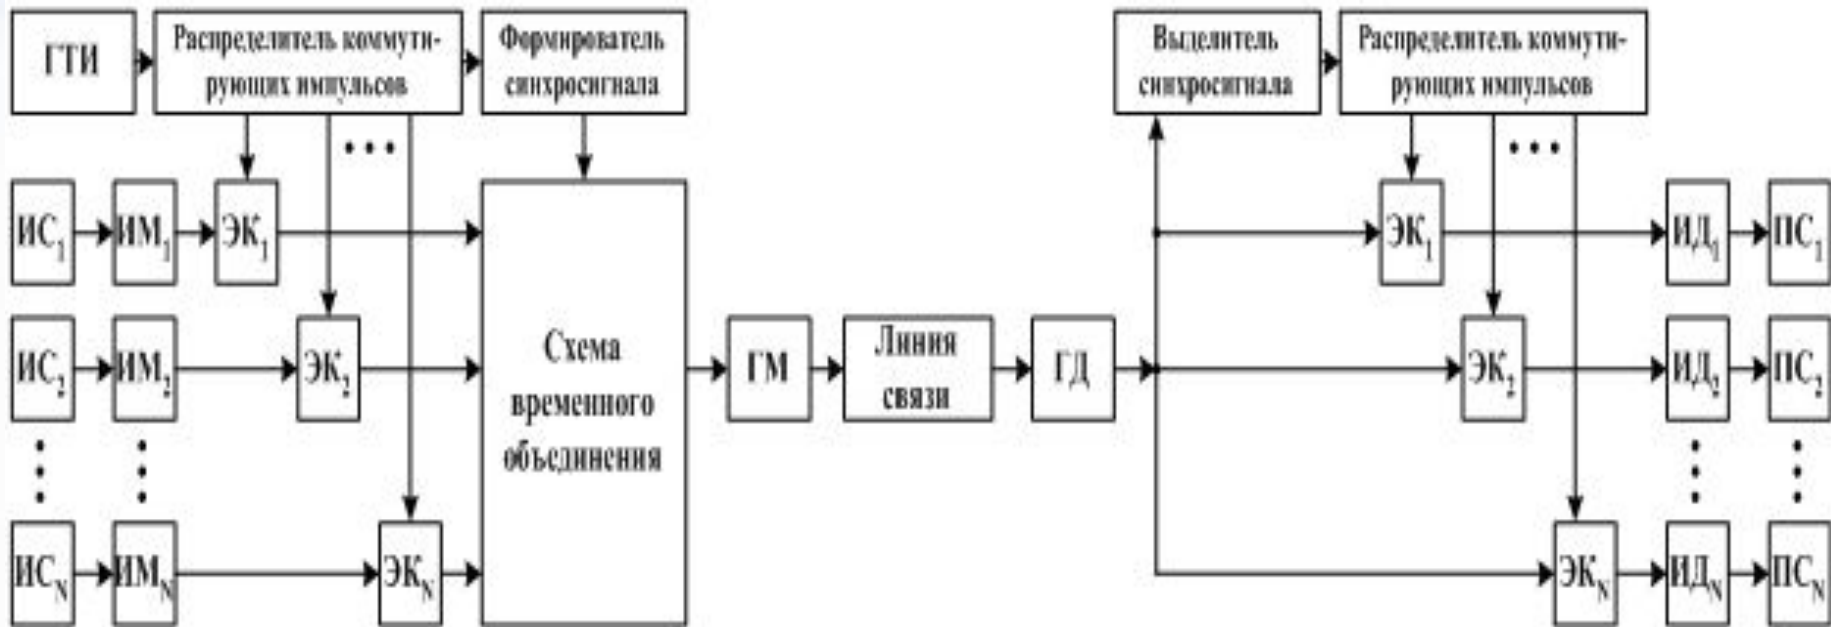 ГТИ
Распределитель коммути-
рующих импульсов
Формирователь
синхросигнала
Выделитель
синхросигнала
Распределитель коммути-
рующих импульсов
ИС1
ИМ1
ЭК1
ЭК1
ИД1
ПС1
ИС2
ИМ2
ЭК2
Схема
временного
объединения
ГМ
Линия
связи
ГД
ЭК2
ИД2
ПС2
ИСN
ИМN
ЭКN
ЭКN
ИДN
ПСN